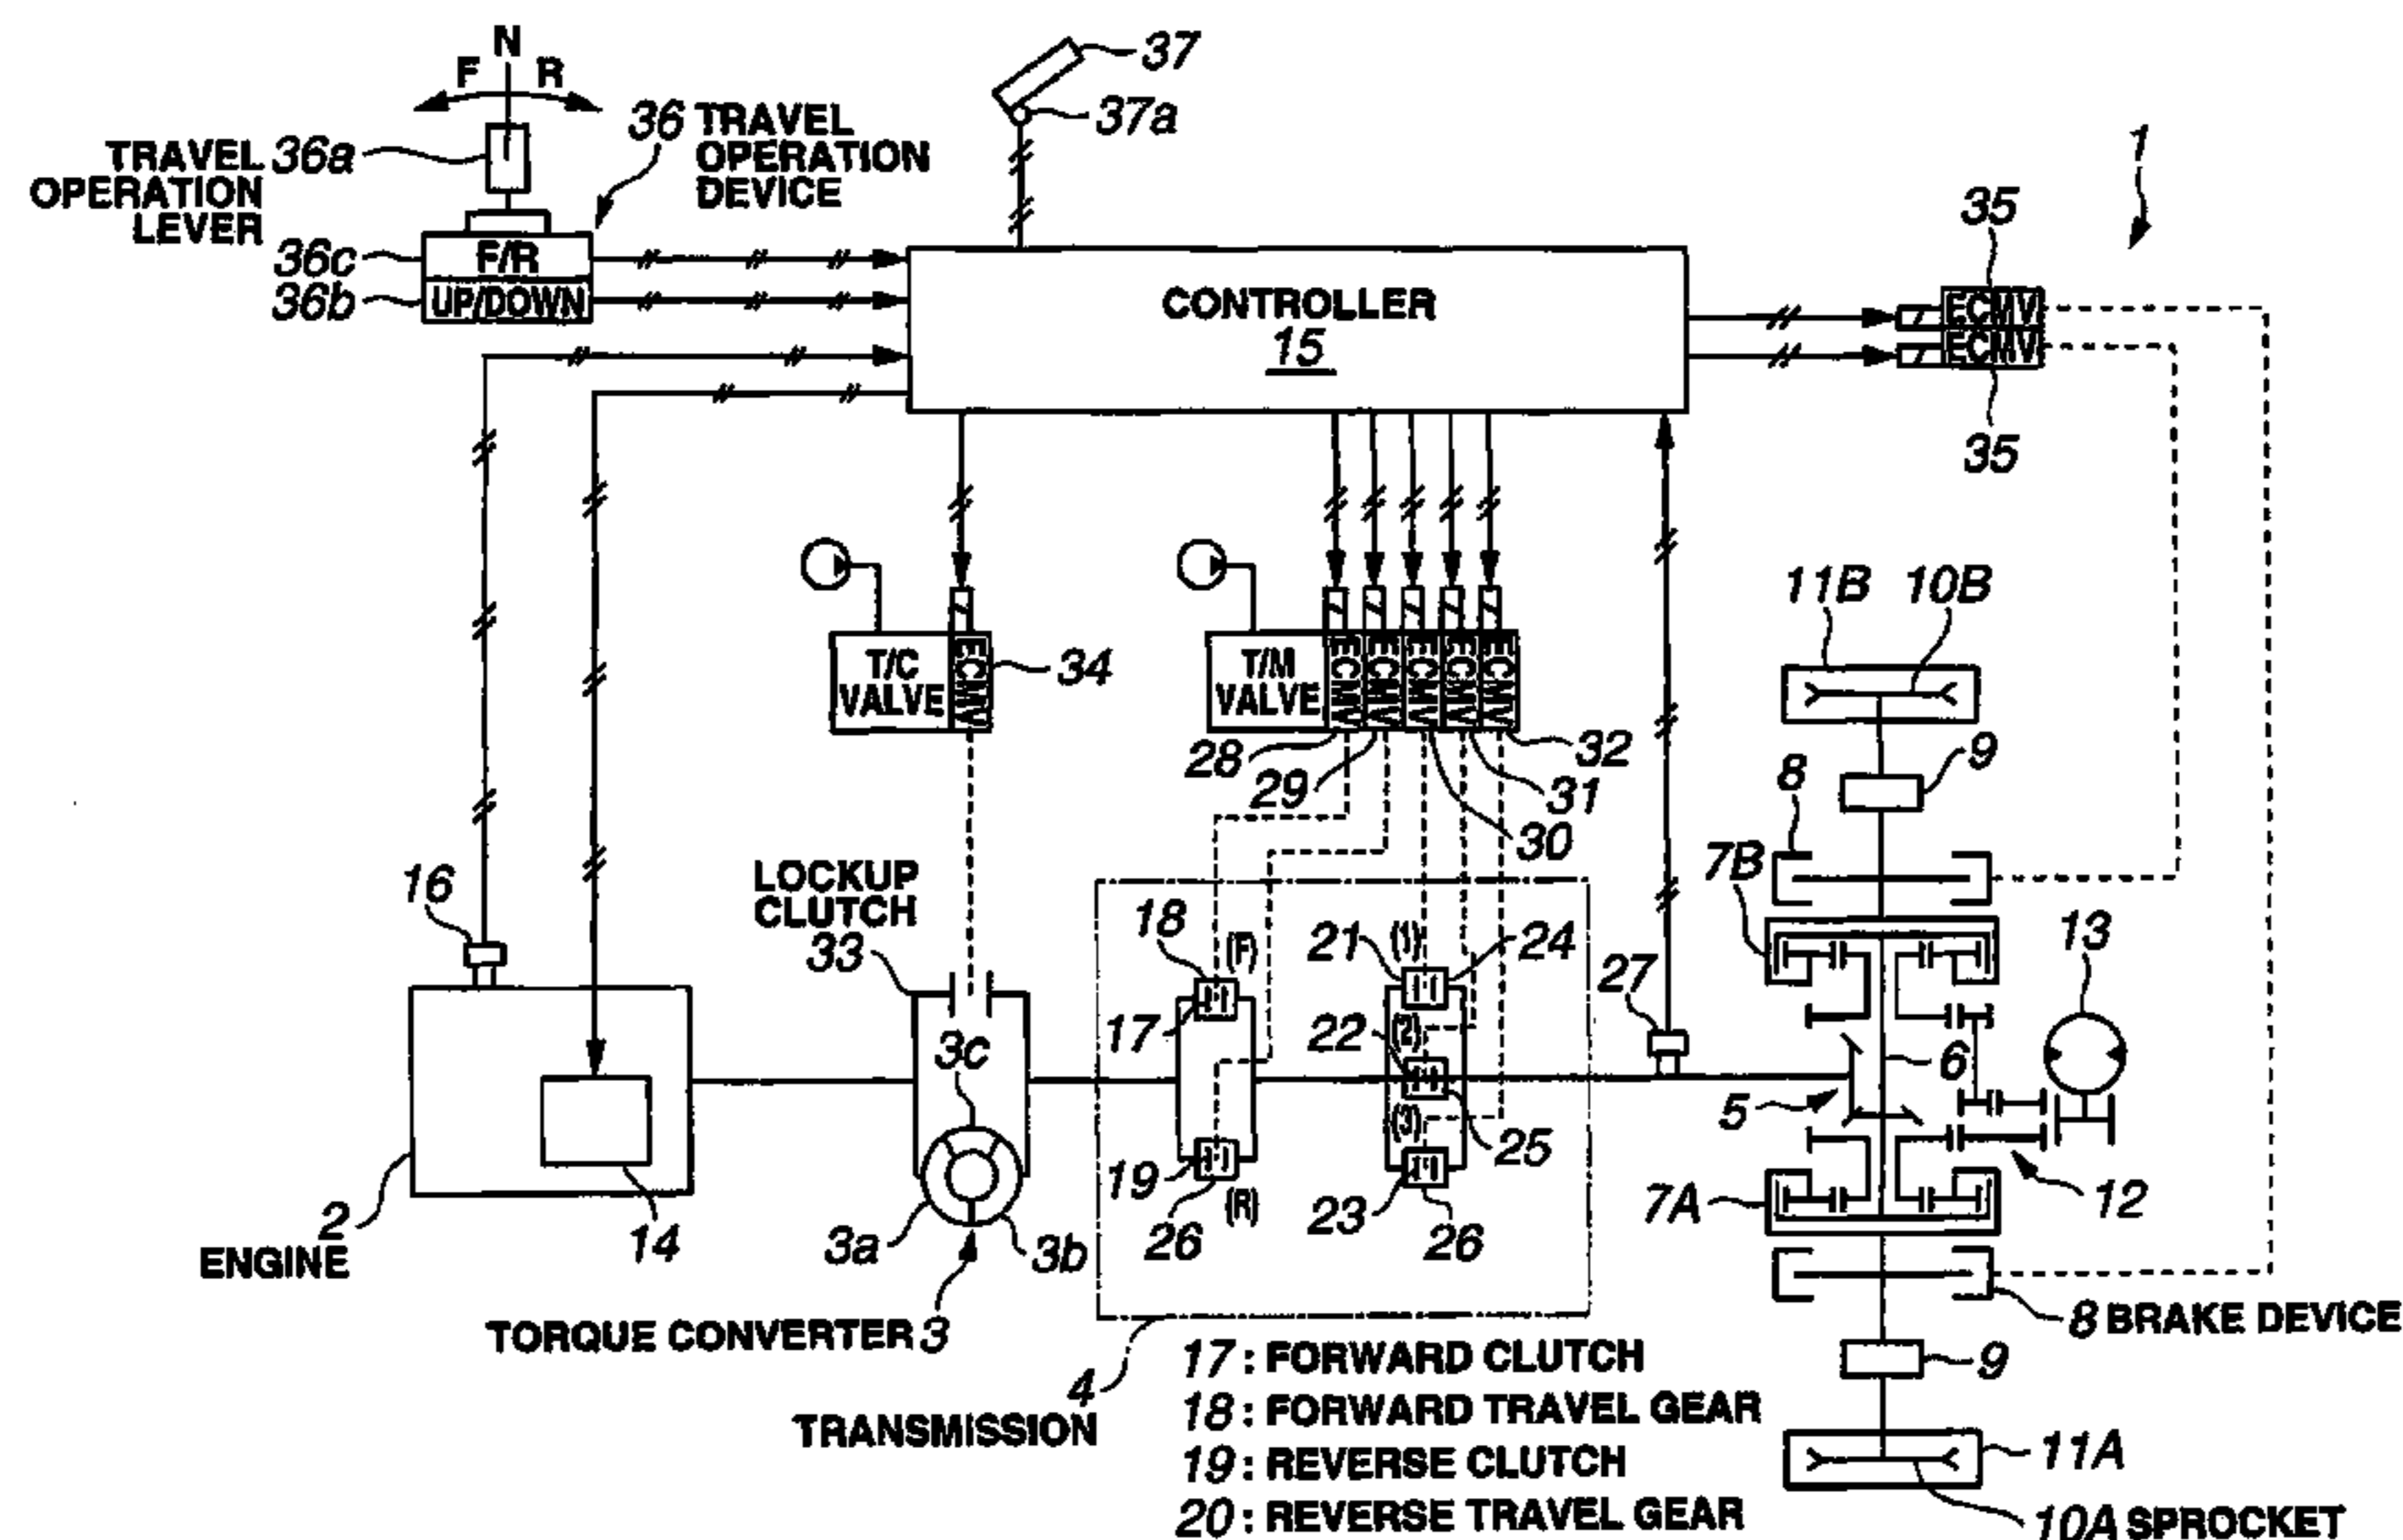 N
F R
37
37a
1
36 TRAVEL OPERATION DEVICE
TRAVEL OPERATION LEVER 36a
36c F/R
36b UP/DOWN
CONTROLLER
15
35
ECMV
ECMV
35
T/C VALVE
ECMV
34
T/M VALVE
ECMV
ECMV
ECMV
ECMV
ECMV
28
29
30
31
32
11B
10B
9
8
7B
13
16
LOCKUP CLUTCH
33
18
(F)
17
21
(1)
24
22
(2)
25
(3)
23
26
19
26
(R)
27
5
6
12
7A
3c
3a
3b
2
ENGINE
14
TORQUE CONVERTER 3
4
TRANSMISSION
8 BRAKE DEVICE
9
11A
10A SPROCKET
17 : FORWARD CLUTCH
18 : FORWARD TRAVEL GEAR
19 : REVERSE CLUTCH
20 : REVERSE TRAVEL GEAR